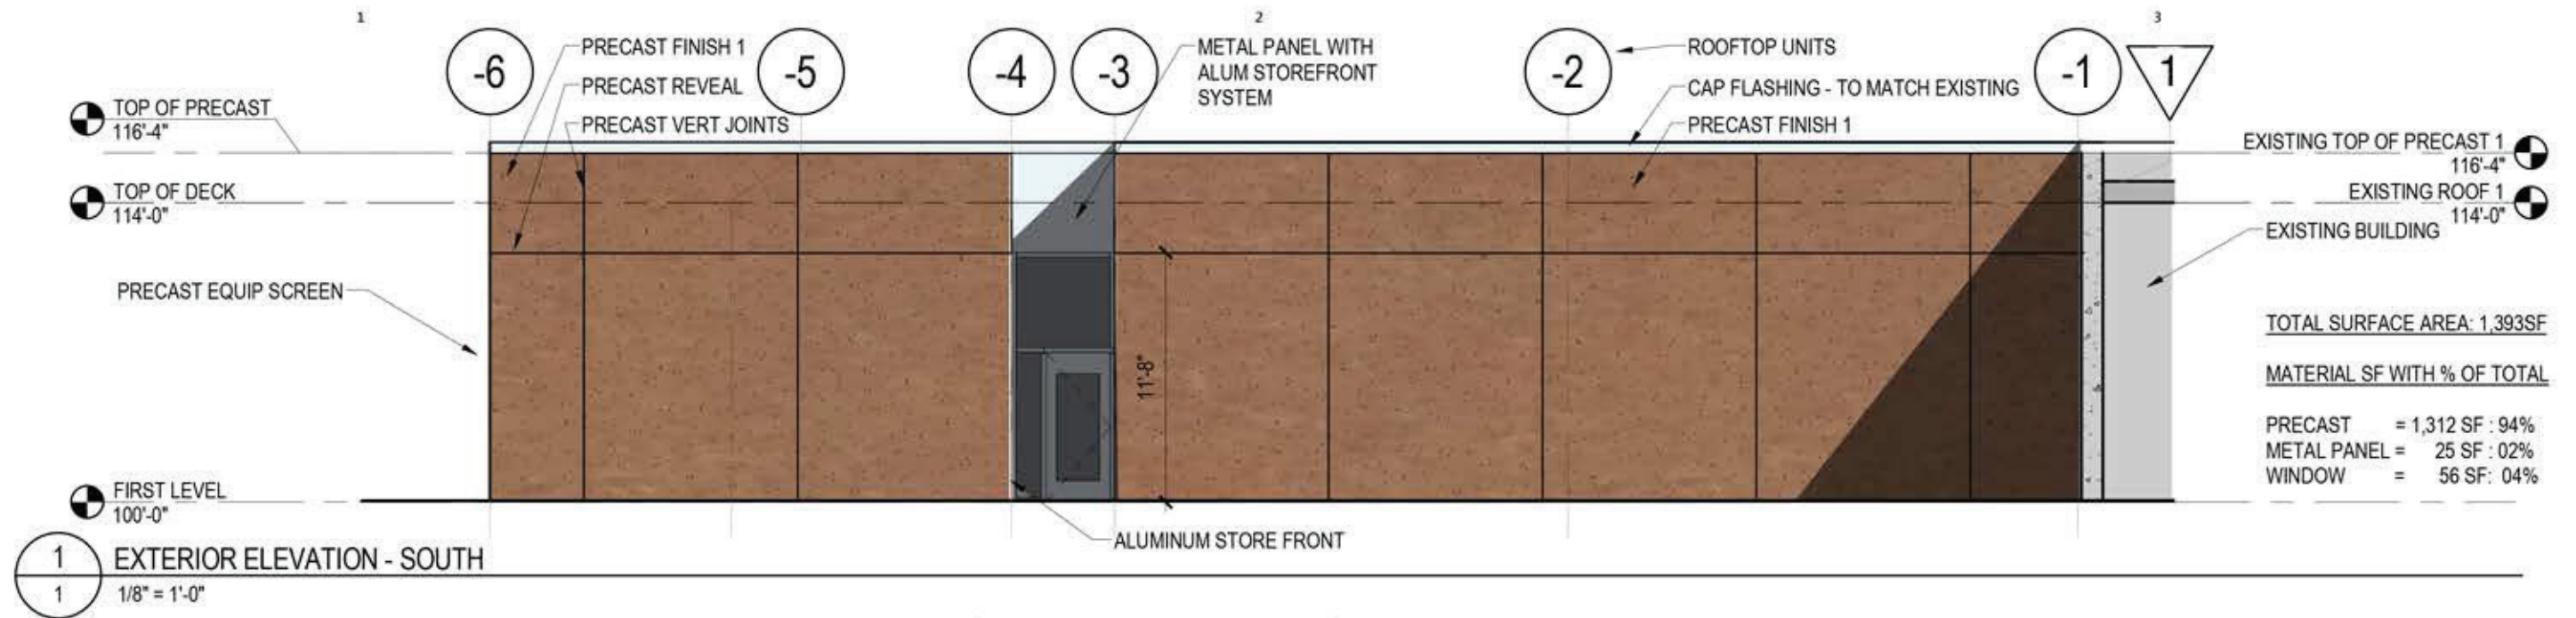 1
2
3
-6
-5
-4
-3
-2
-1
1
PRECAST FINISH 1
PRECAST REVEAL
PRECAST VERT JOINTS
METAL PANEL WITH
ALUM STOREFRONT
SYSTEM
ROOFTOP UNITS
CAP FLASHING - TO MATCH EXISTING
PRECAST FINISH 1
TOP OF PRECAST
116'-4"
TOP OF DECK
114'-0"
EXISTING TOP OF PRECAST 1
116'-4"
EXISTING ROOF 1
114'-0"
EXISTING BUILDING
PRECAST EQUIP SCREEN
11'-8"
TOTAL SURFACE AREA: 1,393SF
MATERIAL SF WITH % OF TOTAL
PRECAST = 1,312 SF : 94%
METAL PANEL = 25 SF : 02%
WINDOW = 56 SF: 04%
FIRST LEVEL
100'-0"
ALUMINUM STORE FRONT
1
1
EXTERIOR ELEVATION - SOUTH
1/8" = 1'-0"